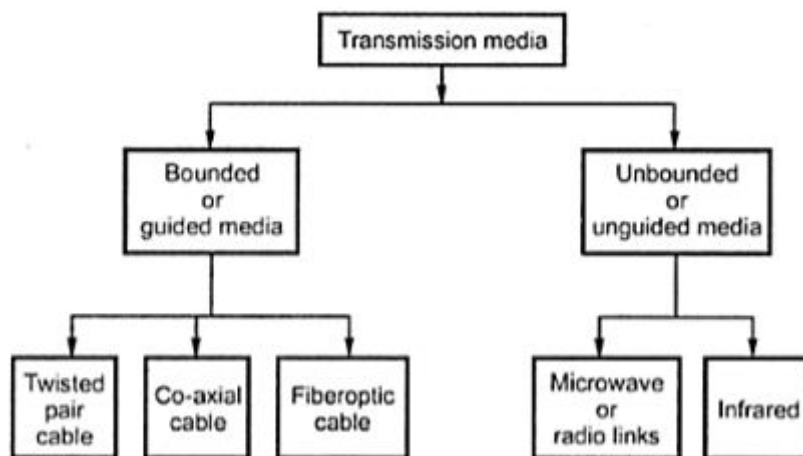 Transmission media
Bounded
or
guided media
Unbounded
or
unguided media
Twisted
pair
cable
Co-axial
cable
Fiberoptic
cable
Microwave
or
radio links
Infrared